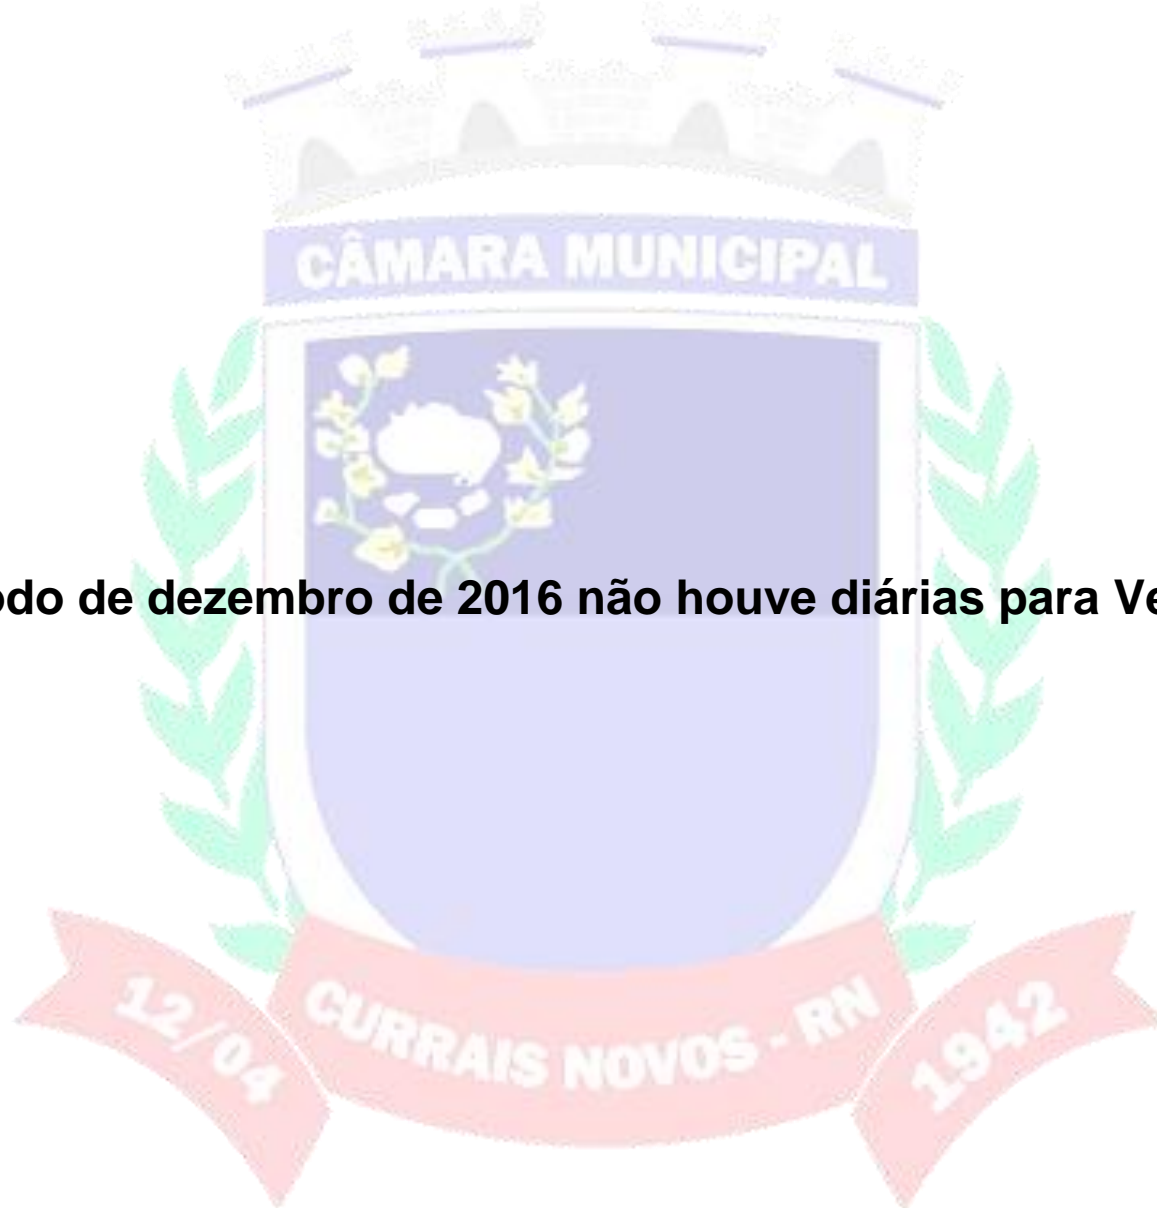 CÂMARA MUNICIPAL
odo de dezembro de 2016 não houve diárias para Ve
12/04
CURRAIS NOVOS - RN
1942